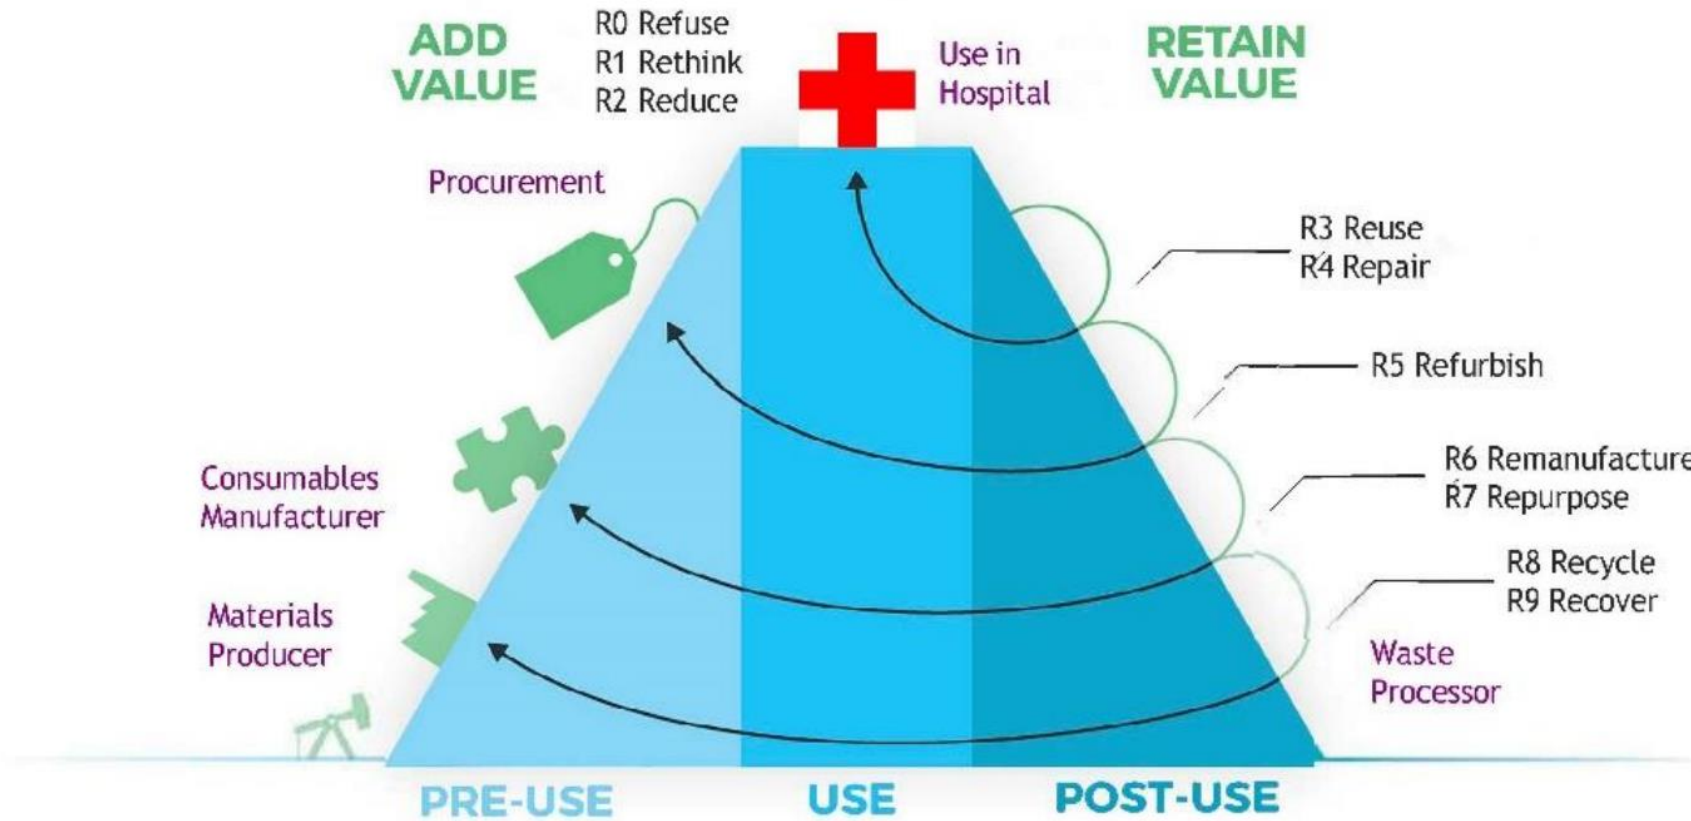 ADD
VALUE
R0 Refuse
R1 Rethink
R2 Reduce
Use in
Hospital
RETAIN
VALUE
Procurement
R3 Reuse
R4 Repair
R5 Refurbish
Consumables
Manufacturer
R6 Remanufacture
R7 Repurpose
Materials
Producer
R8 Recycle
R9 Recover
Waste
Processor
PRE-USE
USE
POST-USE